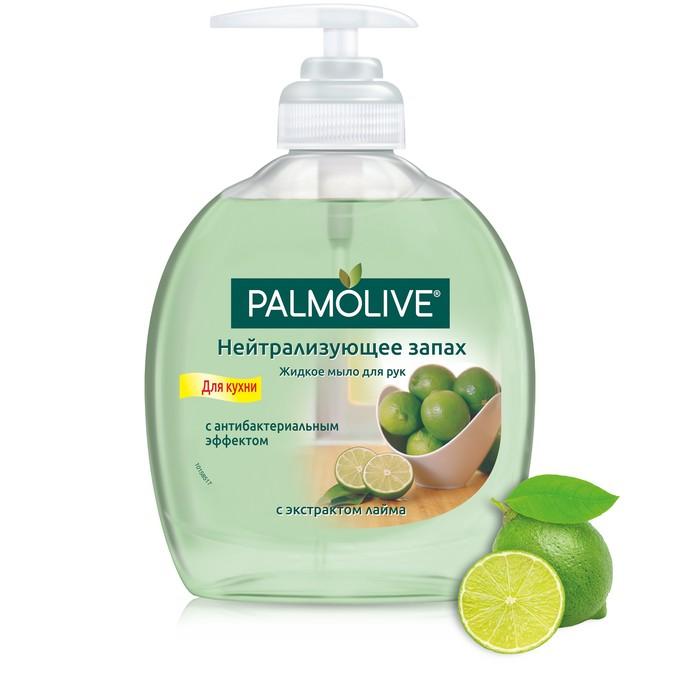 PALMOLIVE®
Нейтрализующее запах
Жидкое мыло для рук
Для кухни
с антибактериальным
эффектом
с экстрактом лайма